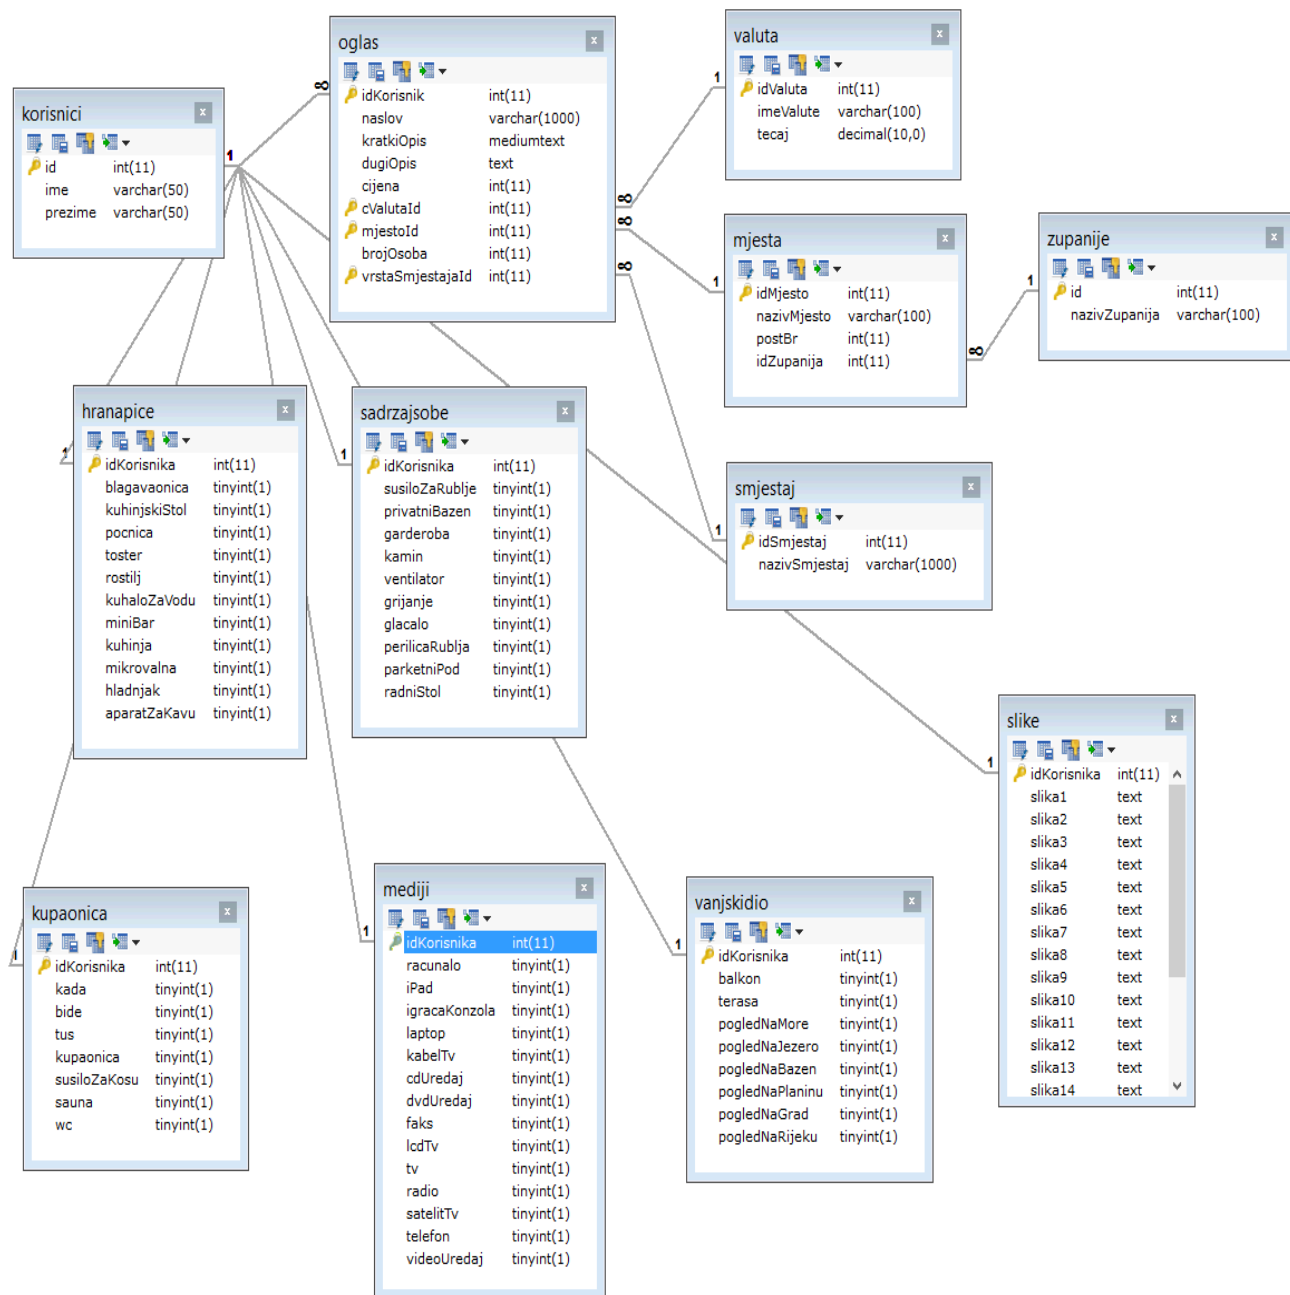 oglas
idKorisnik int(11)
naslov varchar(1000)
kratkiOpis mediumtext
dugiOpis text
cijena int(11)
cValutaId int(11)
mjestoId int(11)
brojOsoba int(11)
vrstaSmjestajaId int(11)
valuta
idValuta int(11)
imeValute varchar(100)
tecaj decimal(10,0)
korisnici
id int(11)
ime varchar(50)
prezime varchar(50)
mjesta
idMjesto int(11)
nazivMjesto varchar(100)
postBr int(11)
idZupanija int(11)
zupanije
id int(11)
nazivZupanija varchar(100)
hranapice
idKorisnika int(11)
blagavaonica tinyint(1)
kuhinjskiStol tinyint(1)
pocnica tinyint(1)
toster tinyint(1)
rostilj tinyint(1)
kuhaloZaVodu tinyint(1)
miniBar tinyint(1)
kuhinja tinyint(1)
mikrovalna tinyint(1)
hladnjak tinyint(1)
aparatZaKavu tinyint(1)
sadrzajsobe
idKorisnika int(11)
susiloZaRublje tinyint(1)
privatniBazen tinyint(1)
garderoba tinyint(1)
kamin tinyint(1)
ventilator tinyint(1)
grijanje tinyint(1)
glacalo tinyint(1)
perilicaRublja tinyint(1)
parketniPod tinyint(1)
radniStol tinyint(1)
smjestaj
idSmjestaj int(11)
nazivSmjestaj varchar(1000)
slike
idKorisnika int(11)
slika1 text
slika2 text
slika3 text
slika4 text
slika5 text
slika6 text
slika7 text
slika8 text
slika9 text
slika10 text
slika11 text
slika12 text
slika13 text
slika14 text
kupaonica
idKorisnika int(11)
kada tinyint(1)
bide tinyint(1)
tus tinyint(1)
kupaonica tinyint(1)
susiloZaKosu tinyint(1)
sauna tinyint(1)
wc tinyint(1)
mediji
idKorisnika int(11)
racunalo tinyint(1)
iPad tinyint(1)
igracaKonzola tinyint(1)
laptop tinyint(1)
kabelTv tinyint(1)
cdUredaj tinyint(1)
dvdUredaj tinyint(1)
faks tinyint(1)
lcdTv tinyint(1)
tv tinyint(1)
radio tinyint(1)
satelitTv tinyint(1)
telefon tinyint(1)
videoUredaj tinyint(1)
vanjskidio
idKorisnika int(11)
balkon tinyint(1)
terasa tinyint(1)
pogledNaMore tinyint(1)
pogledNaJezero tinyint(1)
pogledNaBazen tinyint(1)
pogledNaPlaninu tinyint(1)
pogledNaGrad tinyint(1)
pogledNaRijeku tinyint(1)
1
∞
∞
1
∞
1
∞
1
∞
1
1
1
1
1
1
1